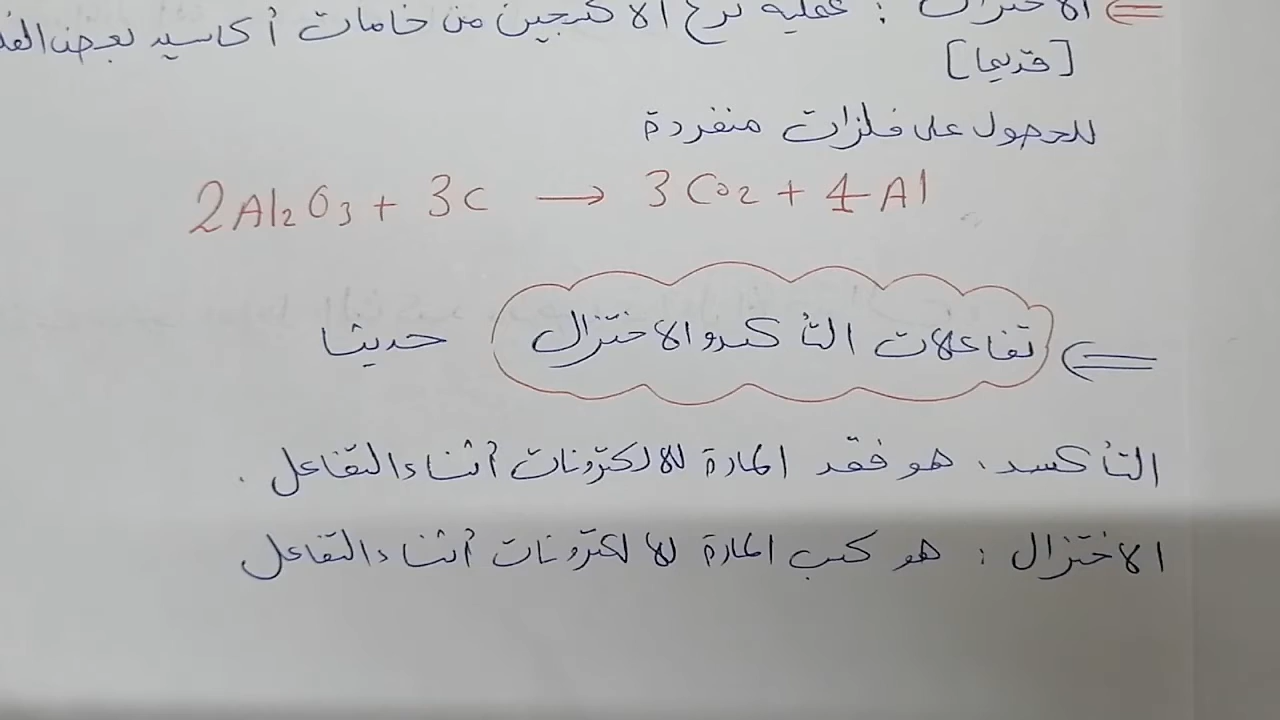 الاختزال : عملية نزع الاكسجين من خامات أكاسيد بعض
[قديما]
للحصول على فلزات منفردة
2Al2O3 + 3C → 3CO2 + 4Al
تفاعلات التأكسد والاختزال حديثا
التأكسد : هو فقد المادة للالكترونات أثناء التفاعل .
الاختزال : هو كسب المادة للالكترونات أثناء التفاعل